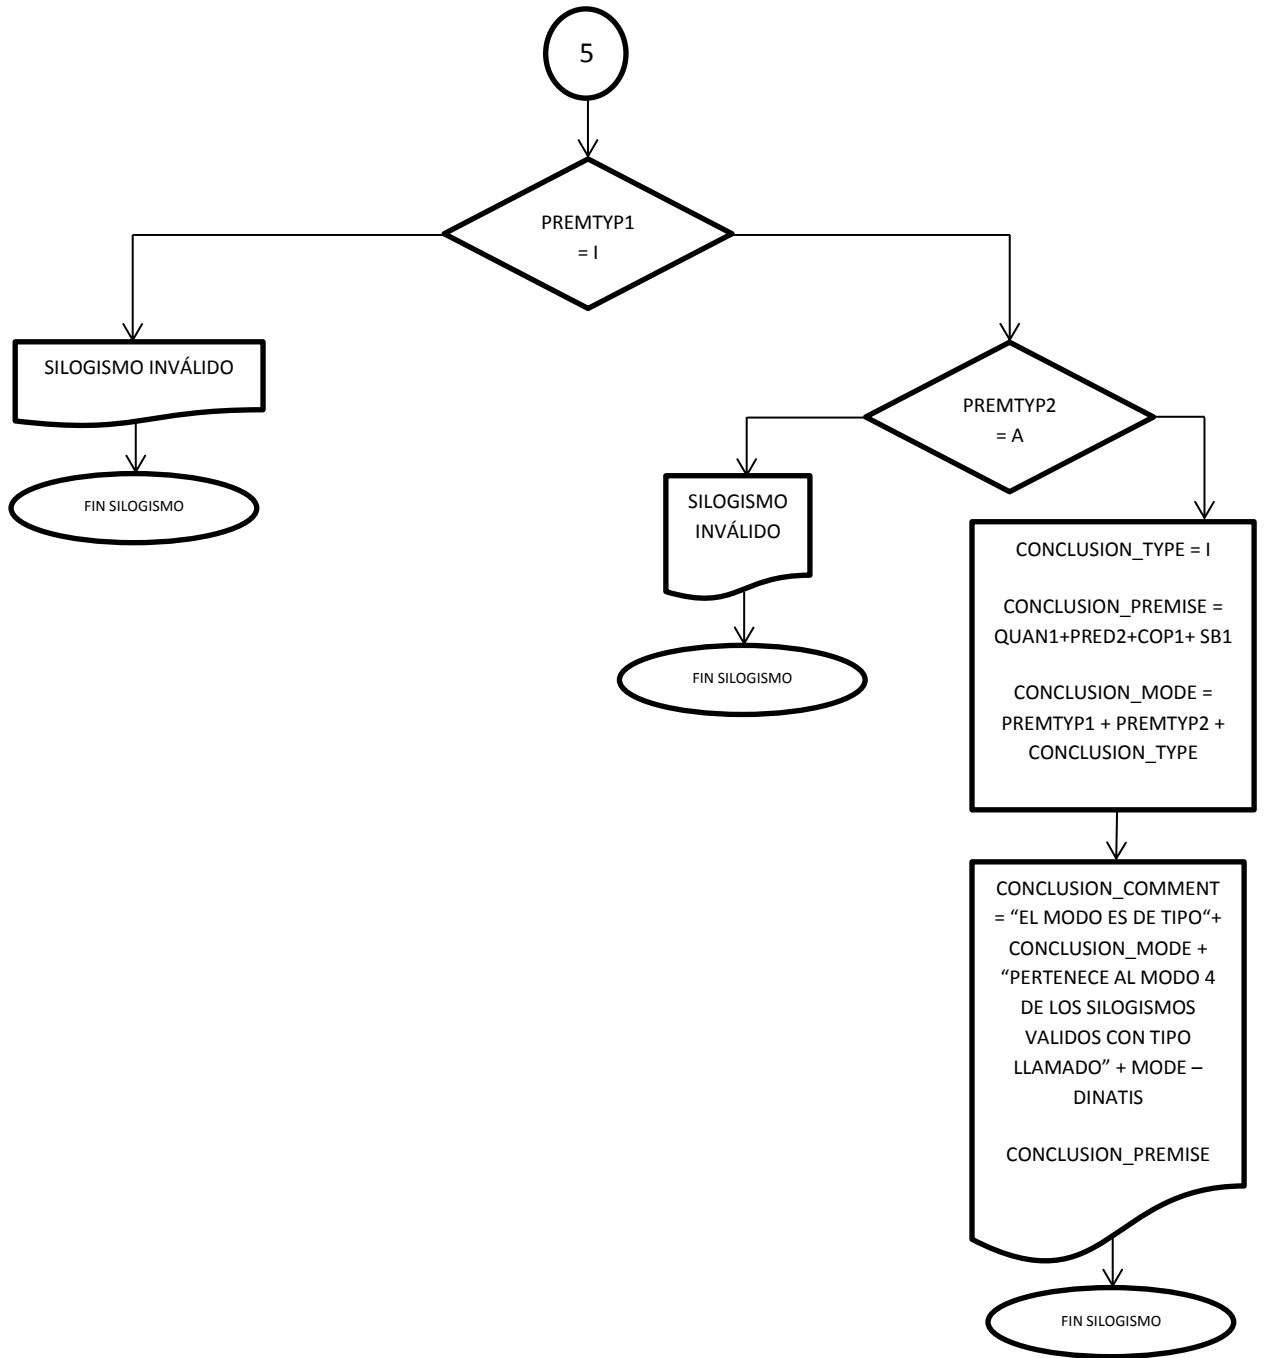 5
PREMTYP1
= I
SILOGISMO INVÁLIDO
FIN SILOGISMO
PREMTYP2
= A
SILOGISMO
INVÁLIDO
FIN SILOGISMO
CONCLUSION_TYPE = I
CONCLUSION_PREMISE =
QUAN1+PRED2+COP1+ SB1
CONCLUSION_MODE =
PREMTYP1 + PREMTYP2 +
CONCLUSION_TYPE
CONCLUSION_COMMENT
= “EL MODO ES DE TIPO“+
CONCLUSION_MODE +
“PERTENECE AL MODO 4
DE LOS SILOGISMOS
VALIDOS CON TIPO
LLAMADO” + MODE –
DINATIS
CONCLUSION_PREMISE
FIN SILOGISMO